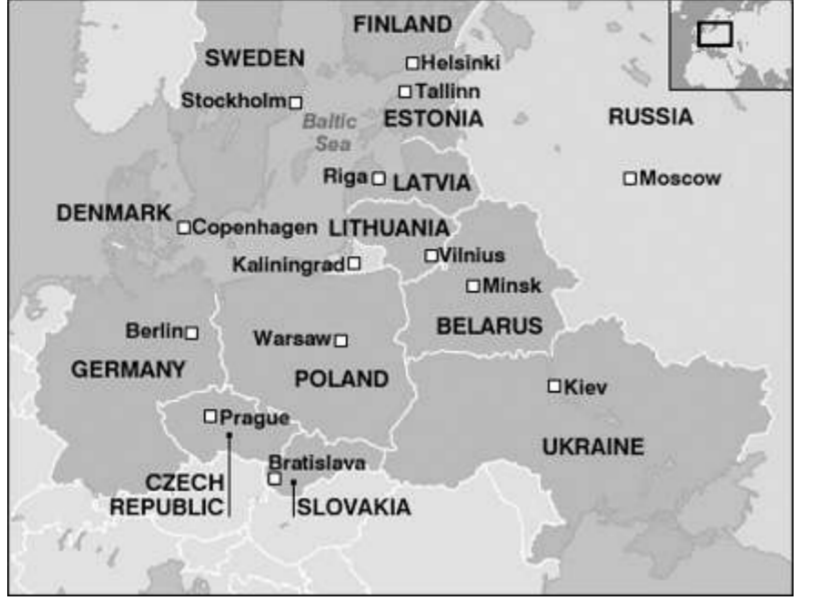 FINLAND
SWEDEN
Helsinki
Tallinn
Stockholm
Baltic
Sea
ESTONIA
RUSSIA
Riga
LATVIA
Moscow
DENMARK
Copenhagen
LITHUANIA
Vilnius
Kaliningrad
Minsk
BELARUS
Berlin
Warsaw
GERMANY
POLAND
Kiev
Prague
UKRAINE
Bratislava
CZECH
REPUBLIC
SLOVAKIA